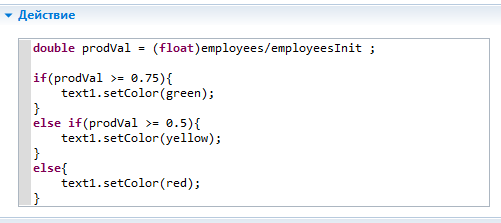 Действие
double prodVal = (float)employees/employeesInit ;
if(prodVal >= 0.75){
text1.setColor(green);
}
else if(prodVal >= 0.5){
text1.setColor(yellow);
}
else{
text1.setColor(red);
}